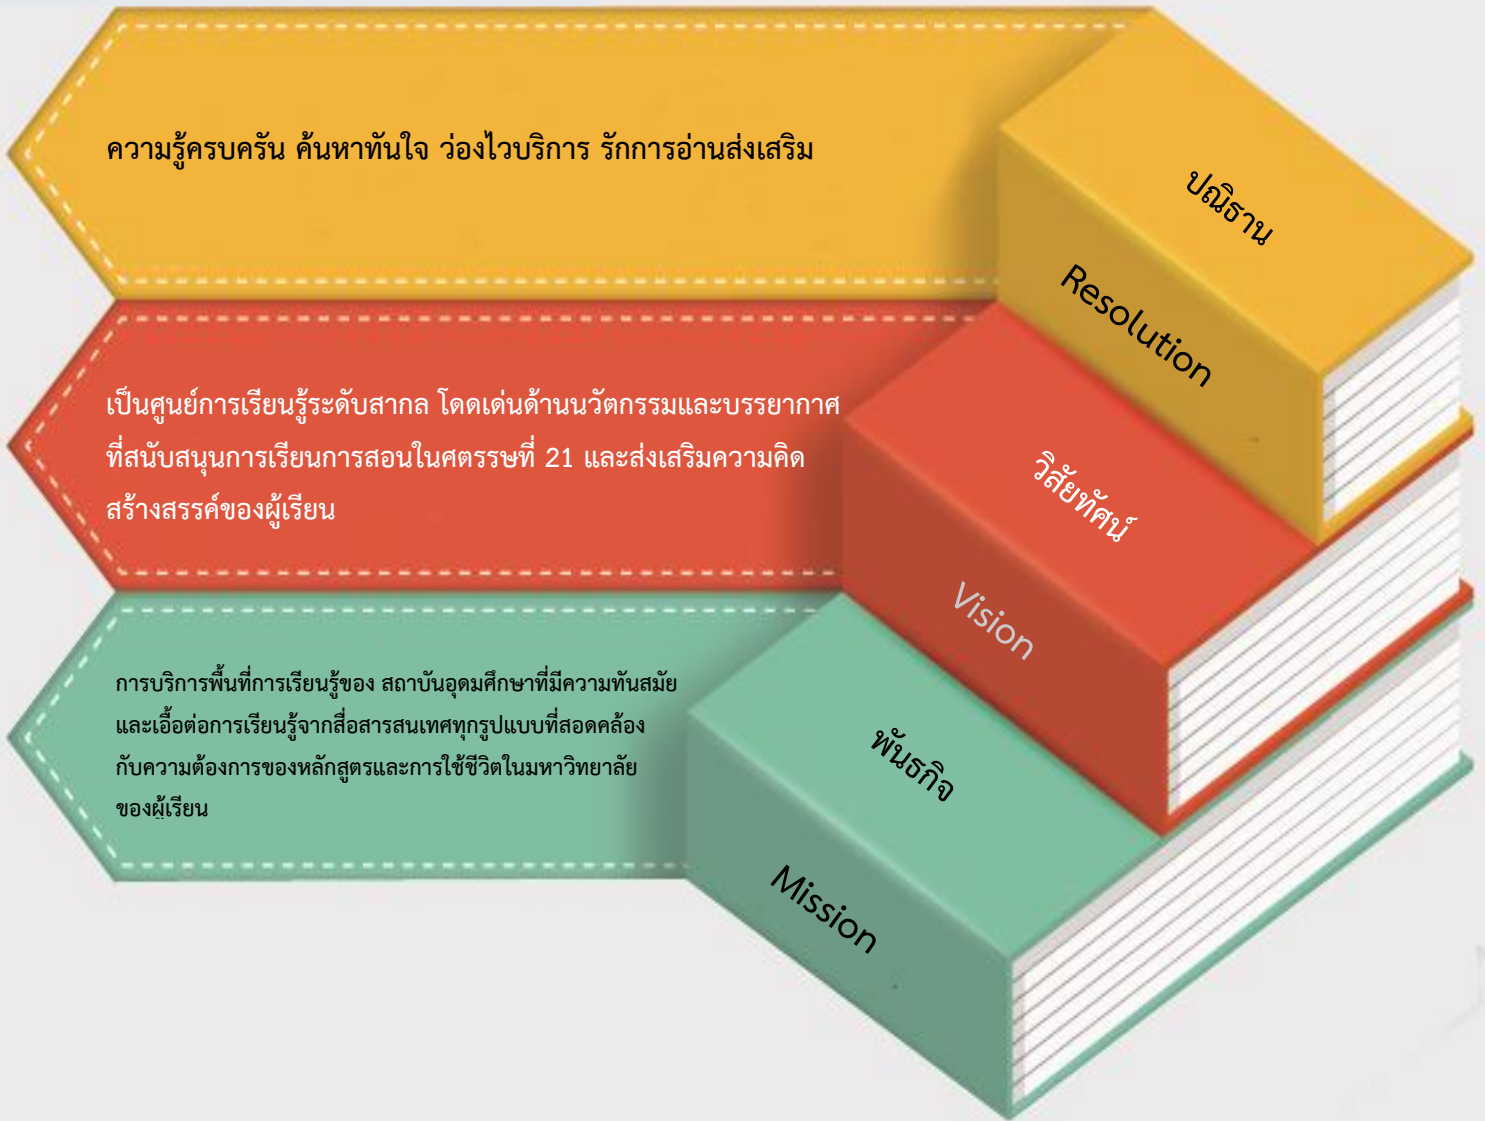 ความรู้ครบครัน ค้นหาทันใจ ว่องไวบริการ รักการอ่านส่งเสริม
ปณิธาน
Resolution
เป็นศูนย์การเรียนรู้ระดับสากล โดดเด่นด้านนวัตกรรมและบรรยากาศ
ที่สนับสนุนการเรียนการสอนในศตรรษที่ 21 และส่งเสริมความคิด
สร้างสรรค์ของผู้เรียน
วิสัยทัศน์
Vision
การบริการพื้นที่การเรียนรู้ของ สถาบันอุดมศึกษาที่มีความทันสมัย
และเอื้อต่อการเรียนรู้จากสื่อสารสนเทศทุกรูปแบบที่สอดคล้อง
กับความต้องการของหลักสูตรและการใช้ชีวิตในมหาวิทยาลัย
ของผู้เรียน
พันธกิจ
Mission